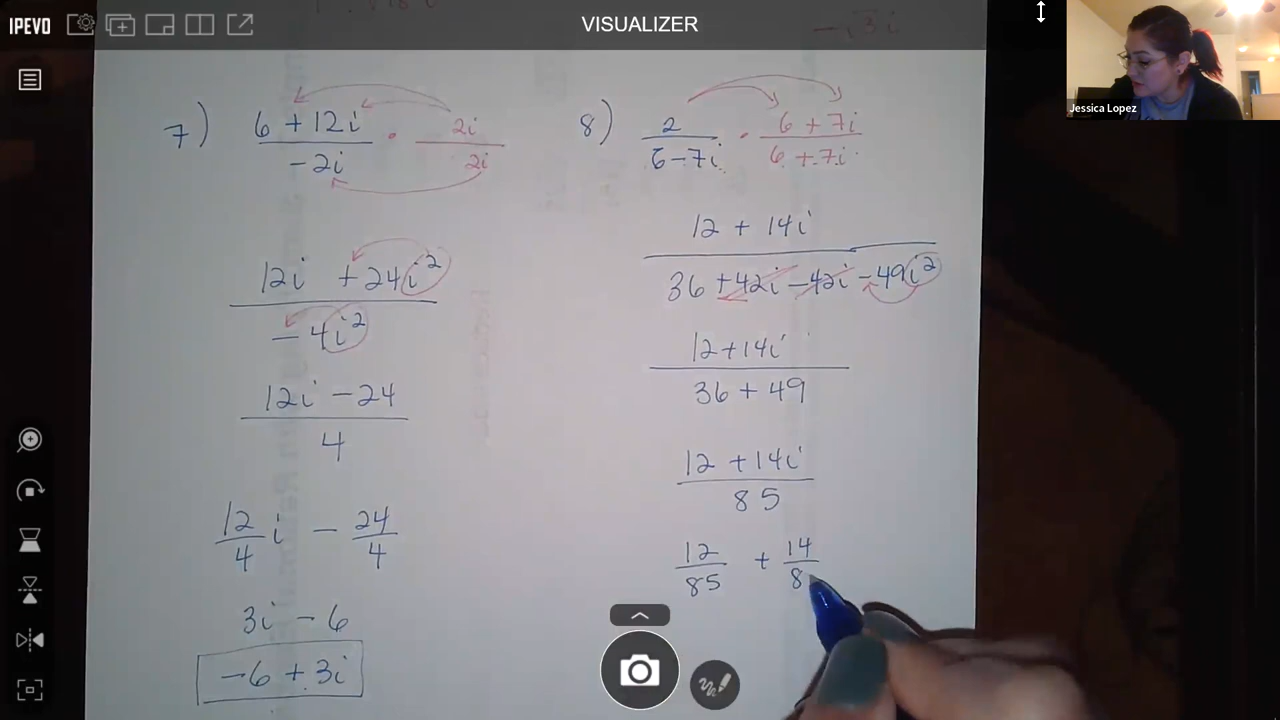 IPEVO
VISUALIZER
Jessica Lopez
7) (6 + 12i)/(-2i) · 2i/2i
(12i + 24i²)/(-4i²)
(12i - 24)/4
12/4 i - 24/4
3i - 6
-6 + 3i
8) 2/(6 - 7i) · (6 + 7i)/(6 + 7i)
(12 + 14i)/(36 + 42i - 42i - 49i²)
(12 + 14i)/(36 + 49)
(12 + 14i)/85
12/85 + 14/8